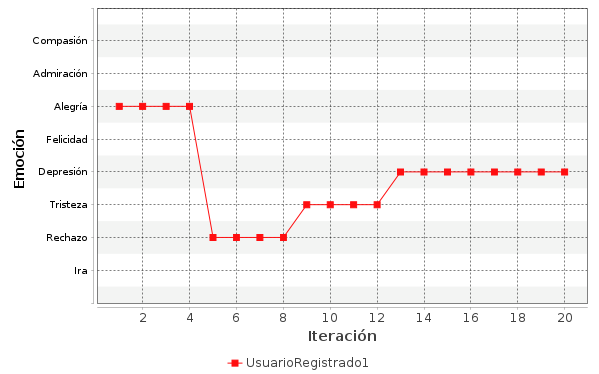 Emoción
Compasión
Admiración
Alegría
Felicidad
Depresión
Tristeza
Rechazo
Ira
2 4 6 8 10 12 14 16 18 20
Iteración
UsuarioRegistrado1